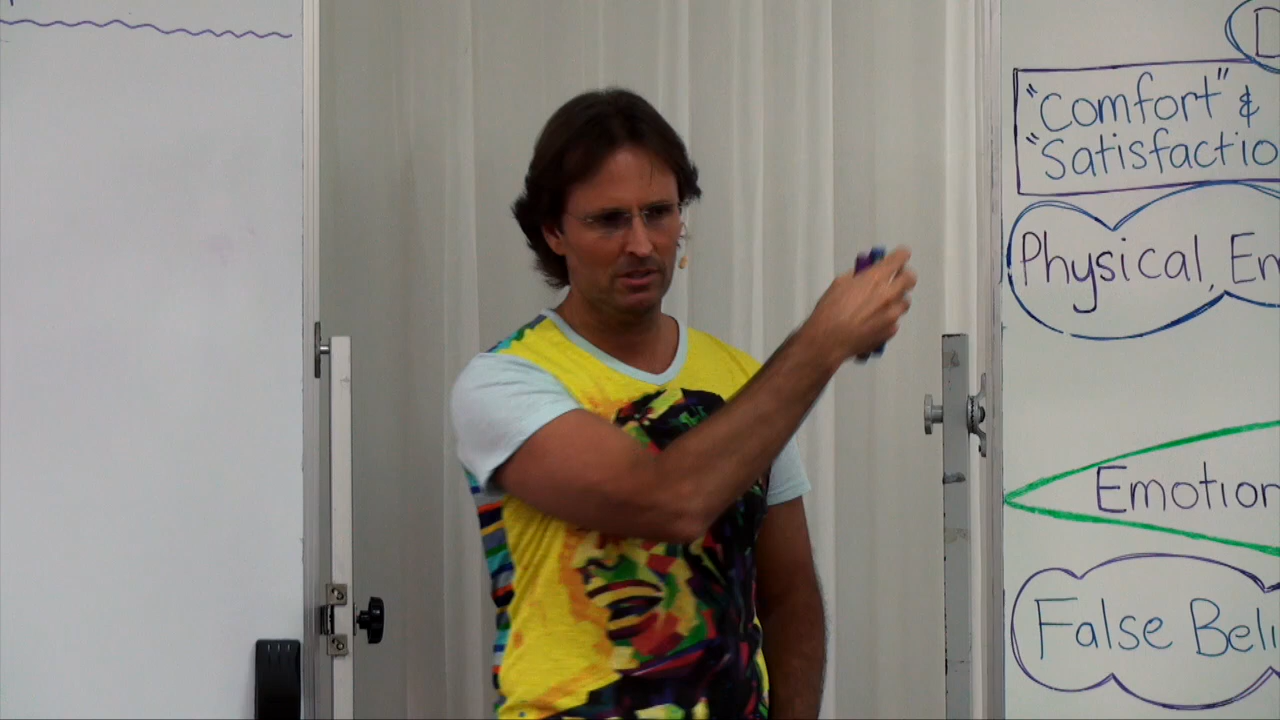 "Comfort" &
"Satisfactio
Physical, Em
Emotion
False Beli